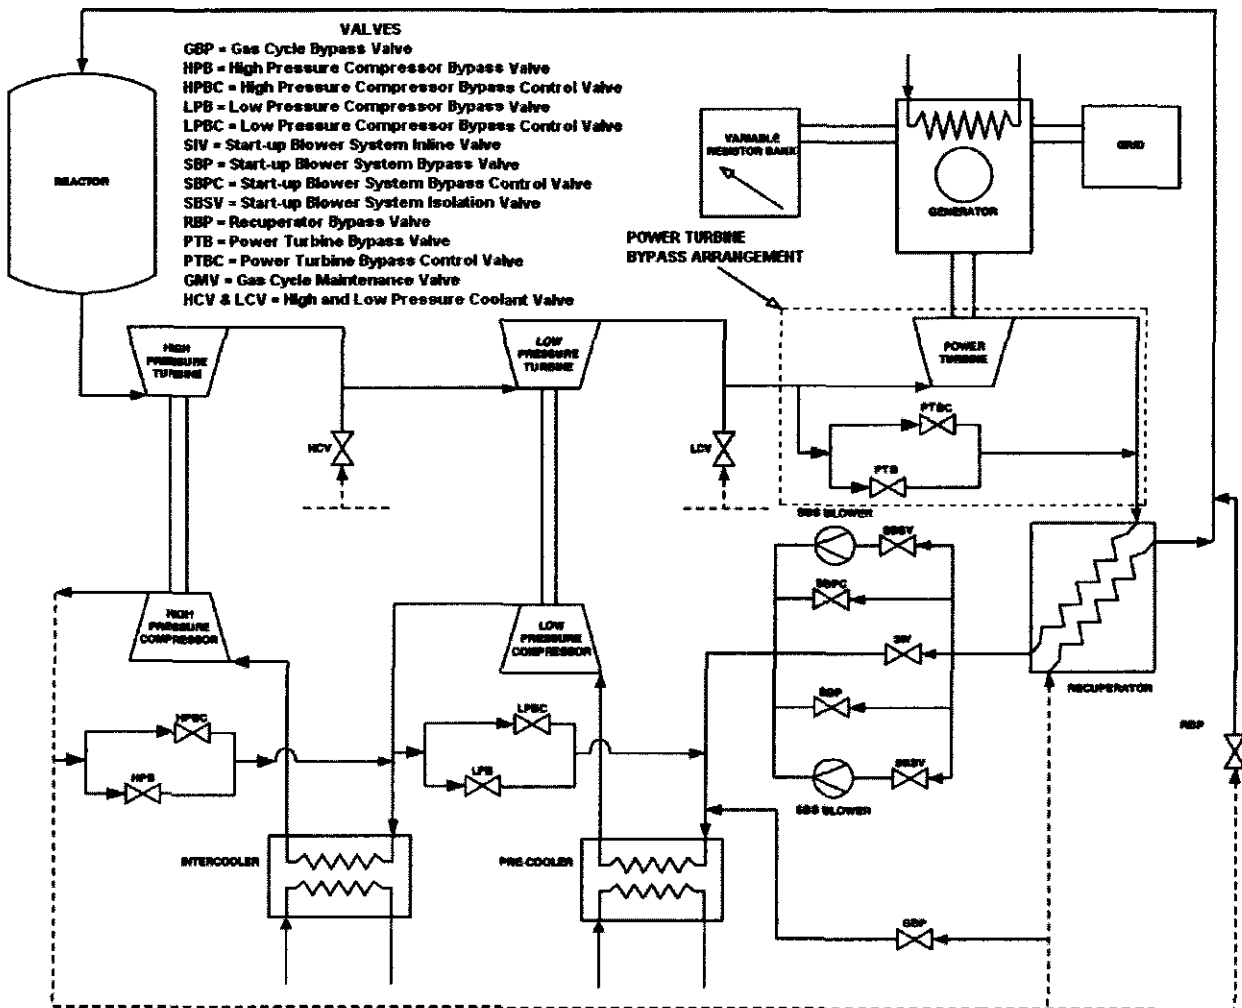 VALVES
GBP = Gas Cycle Bypass Valve
HPB = High Pressure Compressor Bypass Valve
HPBC = High Pressure Compressor Bypass Control Valve
LPB = Low Pressure Compressor Bypass Valve
LPBC = Low Pressure Compressor Bypass Control Valve
SIV = Start-up Blower System Inline Valve
SBP = Start-up Blower System Bypass Valve
SBPC = Start-up Blower System Bypass Control Valve
SBSV = Start-up Blower System Isolation Valve
RBP = Recuperator Bypass Valve
PTB = Power Turbine Bypass Valve
PTBC = Power Turbine Bypass Control Valve
GMV = Gas Cycle Maintenance Valve
HCV & LCV = High and Low Pressure Coolant Valve
REACTOR
VARIABLE
RESISTOR BANK
GENERATOR
GRID
POWER TURBINE
BYPASS ARRANGEMENT
HIGH
PRESSURE
TURBINE
LOW
PRESSURE
TURBINE
POWER
TURBINE
PTBC
PTB
HCV
LCV
SBS BLOWER
SBSV
SBPC
SIV
SBP
SBSV
SBS BLOWER
HIGH
PRESSURE
COMPRESSOR
LOW
PRESSURE
COMPRESSOR
RECUPERATOR
RBP
HPBC
HPB
LPBC
LPB
INTERCOOLER
PRE-COOLER
GBP